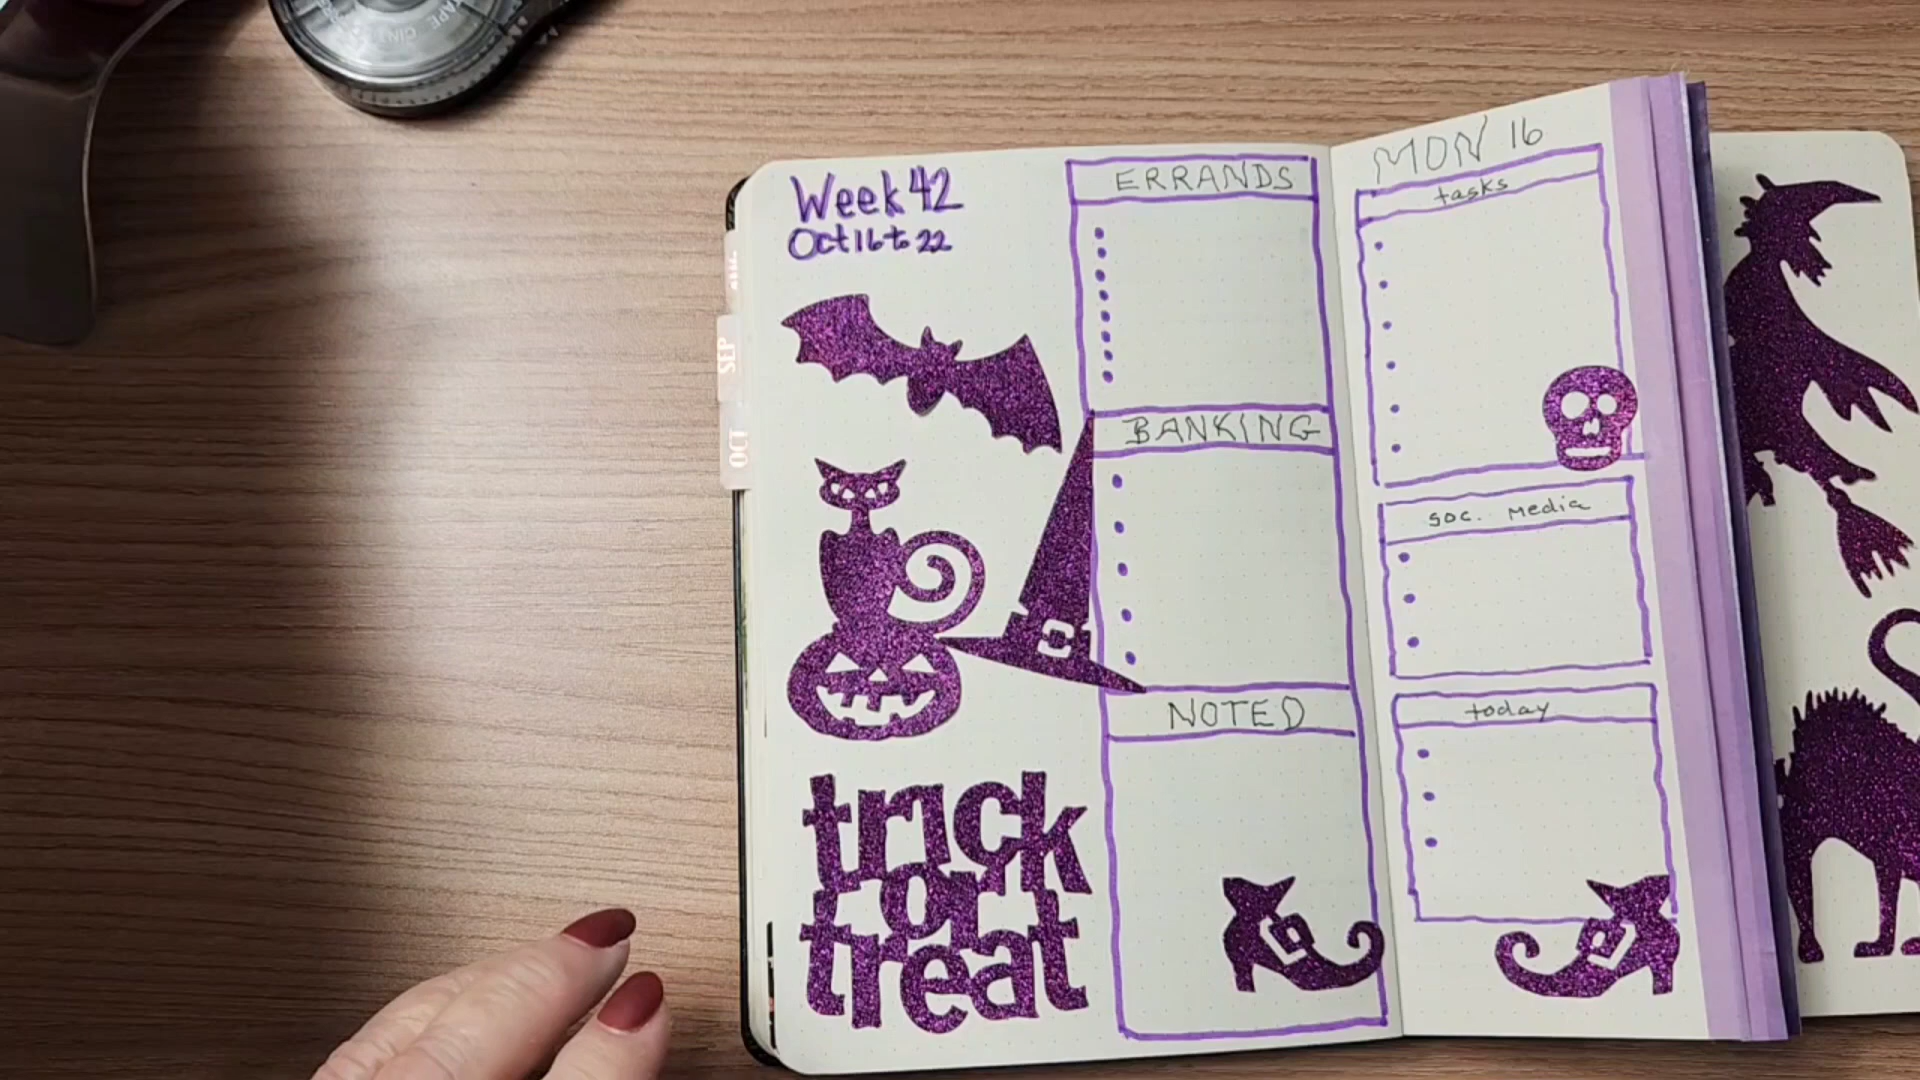 Week 42
Oct 16 to 22
ERRANDS
BANKING
NOTED
trick
or
treat
MON 16
tasks
soc. media
today
SEP
OCT
TAPE